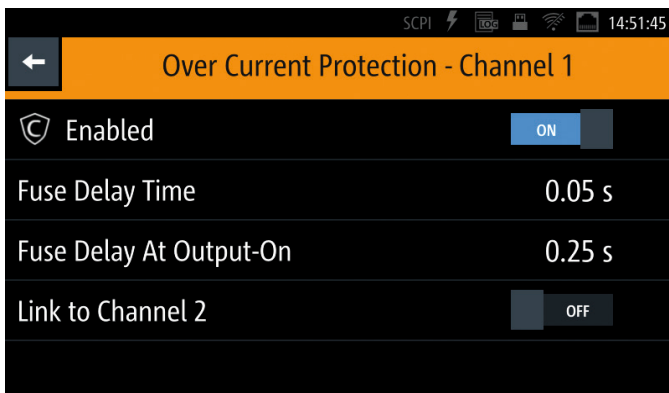 SCPI LOG 14:51:45
Over Current Protection - Channel 1
C Enabled ON
Fuse Delay Time 0.05 s
Fuse Delay At Output-On 0.25 s
Link to Channel 2 OFF